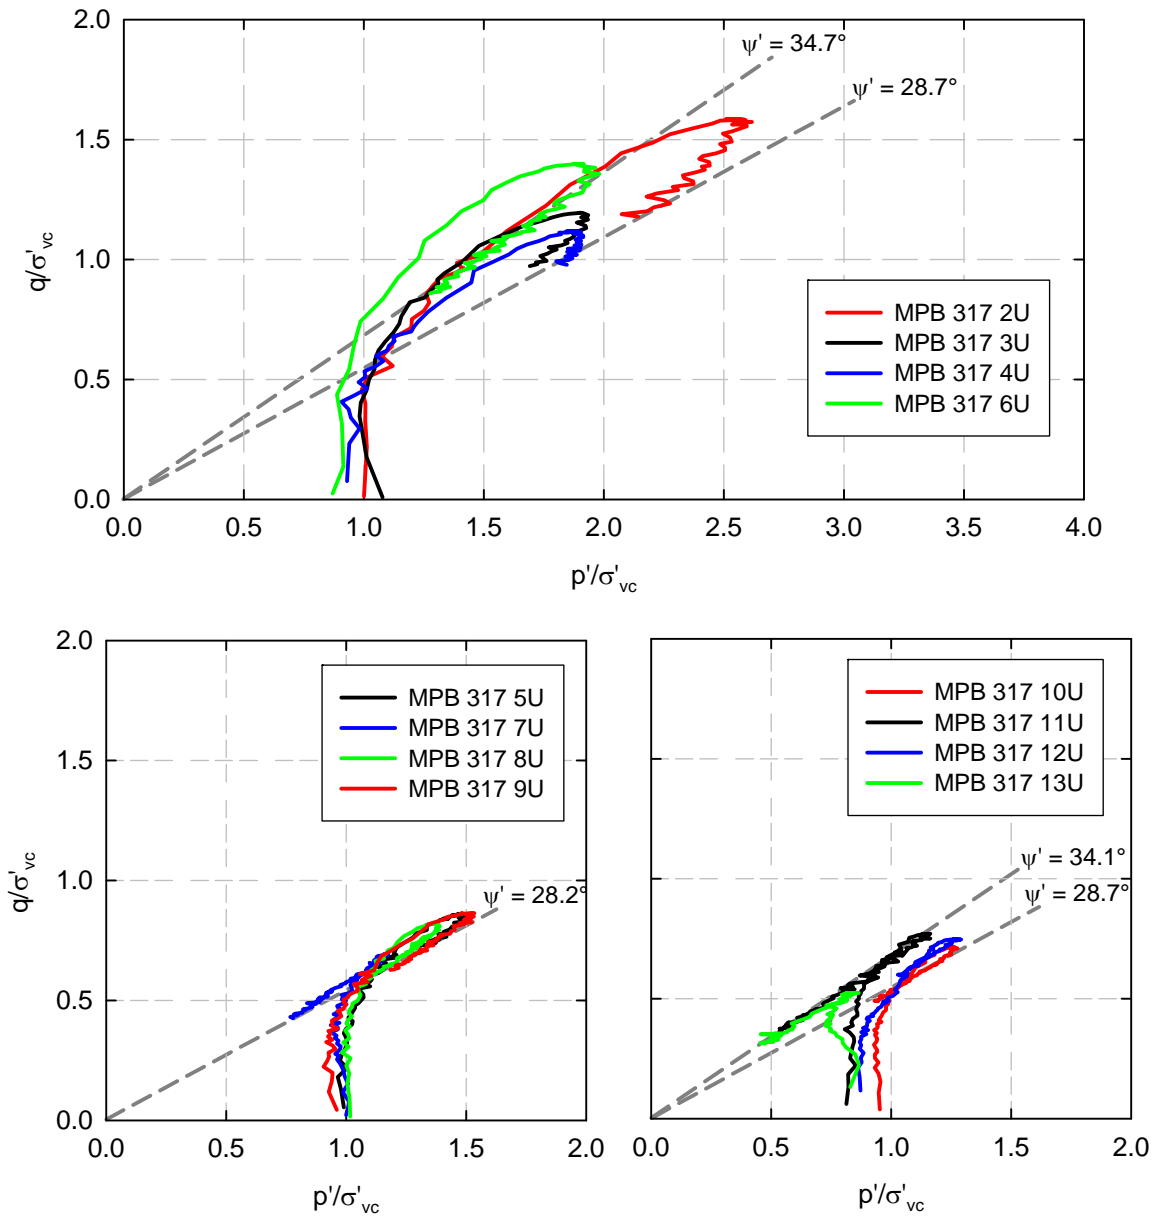 2.0
1.5
1.0
0.5
0.0
q/σ'vc
ψ' = 34.7°
ψ' = 28.7°
MPB 317 2U
MPB 317 3U
MPB 317 4U
MPB 317 6U
0.0 0.5 1.0 1.5 2.0 2.5 3.0 3.5 4.0
p'/σ'vc
2.0
1.5
1.0
0.5
0.0
q/σ'vc
MPB 317 5U
MPB 317 7U
MPB 317 8U
MPB 317 9U
ψ' = 28.2°
0.0 0.5 1.0 1.5 2.0
p'/σ'vc
MPB 317 10U
MPB 317 11U
MPB 317 12U
MPB 317 13U
ψ' = 34.1°
ψ' = 28.7°
0.0 0.5 1.0 1.5 2.0
p'/σ'vc